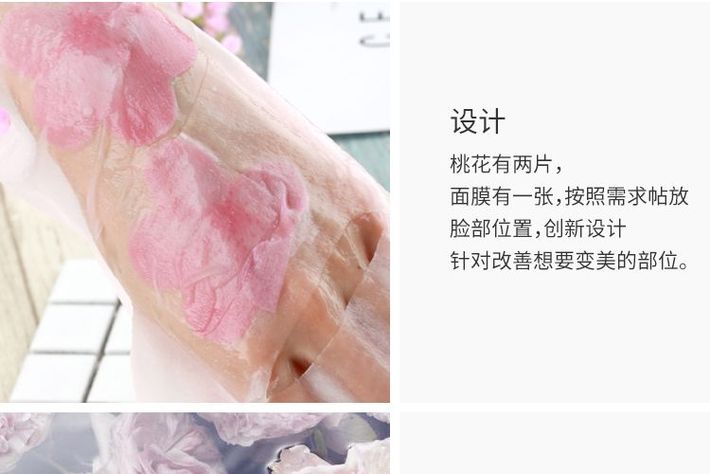 设计
桃花有两片，
面膜有一张，按照需求帖放
脸部位置，创新设计
针对改善想要变美的部位。